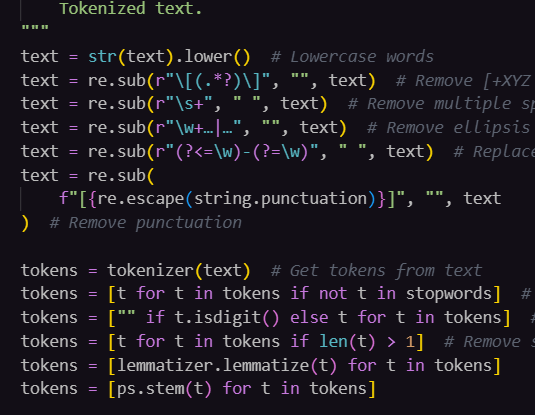 Tokenized text.
"""
text = str(text).lower()  # Lowercase words
text = re.sub(r"\[(.*?)\]", "", text)  # Remove [+XYZ
text = re.sub(r"\s+", " ", text)  # Remove multiple sp
text = re.sub(r"\w+…|…", "", text)  # Remove ellipsis
text = re.sub(r"(?<=\w)-(?=\w)", " ", text)  # Replace
text = re.sub(
f"[{re.escape(string.punctuation)}]", "", text
)  # Remove punctuation
tokens = tokenizer(text)  # Get tokens from text
tokens = [t for t in tokens if not t in stopwords]  #
tokens = ["" if t.isdigit() else t for t in tokens]  #
tokens = [t for t in tokens if len(t) > 1]  # Remove s
tokens = [lemmatizer.lemmatize(t) for t in tokens]
tokens = [ps.stem(t) for t in tokens]